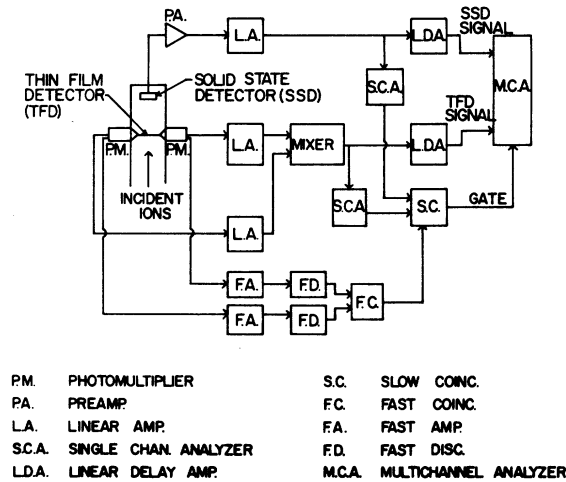 P.A.
SSD
SIGNAL
L.A.
L.D.A.
THIN FILM
DETECTOR
(TFD)
SOLID STATE
DETECTOR (SSD)
S.C.A.
M.C.A.
TFD
SIGNAL
P.M.
P.M.
L.A.
MIXER
L.D.A.
INCIDENT
IONS
S.C.A.
S.C.
GATE
L.A.
F.A.
F.D.
F.C.
F.A.
F.D.
P.M. PHOTOMULTIPLIER
P.A. PREAMP.
L.A. LINEAR AMP.
S.C.A. SINGLE CHAN. ANALYZER
L.D.A. LINEAR DELAY AMP.
S.C. SLOW COINC.
F.C. FAST COINC.
F.A. FAST AMP.
F.D. FAST DISC.
M.C.A. MULTICHANNEL ANALYZER